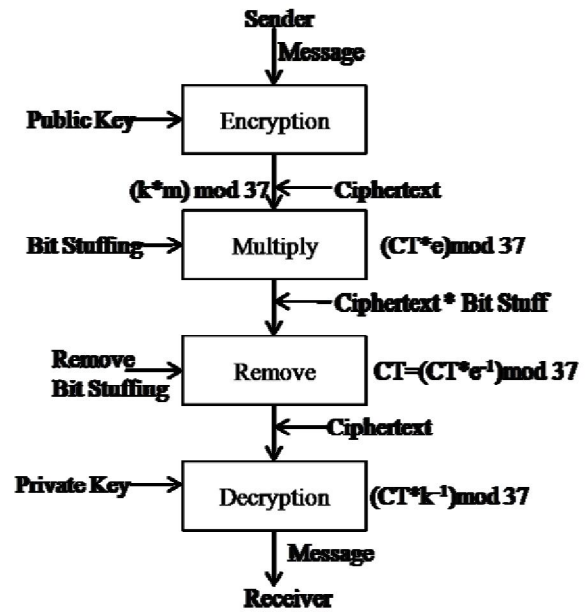 Sender
Message
Public Key
Encryption
(k*m) mod 37
Ciphertext
Bit Stuffing
Multiply
(CT*e)mod 37
Ciphertext * Bit Stuff
Remove
Bit Stuffing
Remove
CT=(CT*e⁻¹)mod 37
Ciphertext
Private Key
Decryption
(CT*k⁻¹)mod 37
Message
Receiver